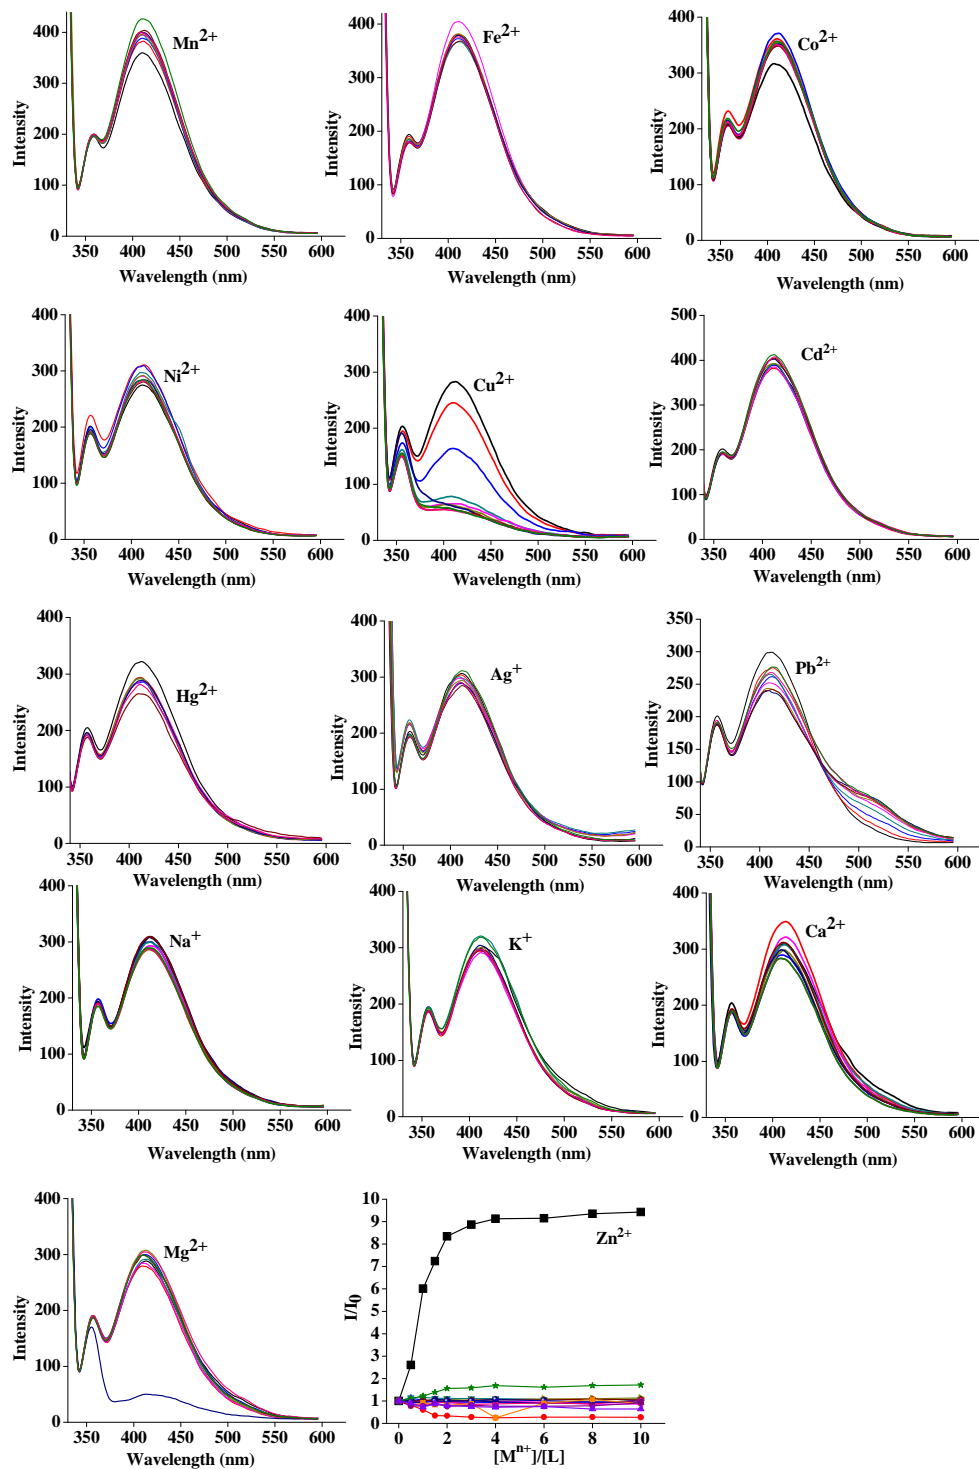 400
300
200
100
0
Intensity
Mn2+
350 400 450 500 550 600
Wavelength (nm)
400
300
200
100
0
Intensity
Fe2+
350 400 450 500 550 600
Wavelength (nm)
400
300
200
100
0
Intensity
Co2+
350 400 450 500 550 600
Wavelength (nm)
400
300
200
100
0
Intensity
Ni2+
350 400 450 500 550 600
Wavelength (nm)
400
300
200
100
0
Intensity
Cu2+
350 400 450 500 550 600
Wavelength (nm)
500
400
300
200
100
0
Intensity
Cd2+
350 400 450 500 550 600
Wavelength (nm)
400
300
200
100
0
Intensity
Hg2+
350 400 450 500 550 600
Wavelength (nm)
400
300
200
100
0
Intensity
Ag+
350 400 450 500 550 600
Wavelength (nm)
350
300
250
200
150
100
50
0
Intensity
Pb2+
350 400 450 500 550 600
Wavelength (nm)
400
300
200
100
0
Intensity
Na+
350 400 450 500 550 600
Wavelength (nm)
400
300
200
100
0
Intensity
K+
350 400 450 500 550 600
Wavelength (nm)
400
300
200
100
0
Intensity
Ca2+
350 400 450 500 550 600
Wavelength (nm)
400
300
200
100
0
Intensity
Mg2+
350 400 450 500 550 600
Wavelength (nm)
10
9
8
7
6
5
4
3
2
1
0
I/I0
Zn2+
0 2 4 6 8 10
[Mn+]/[L]